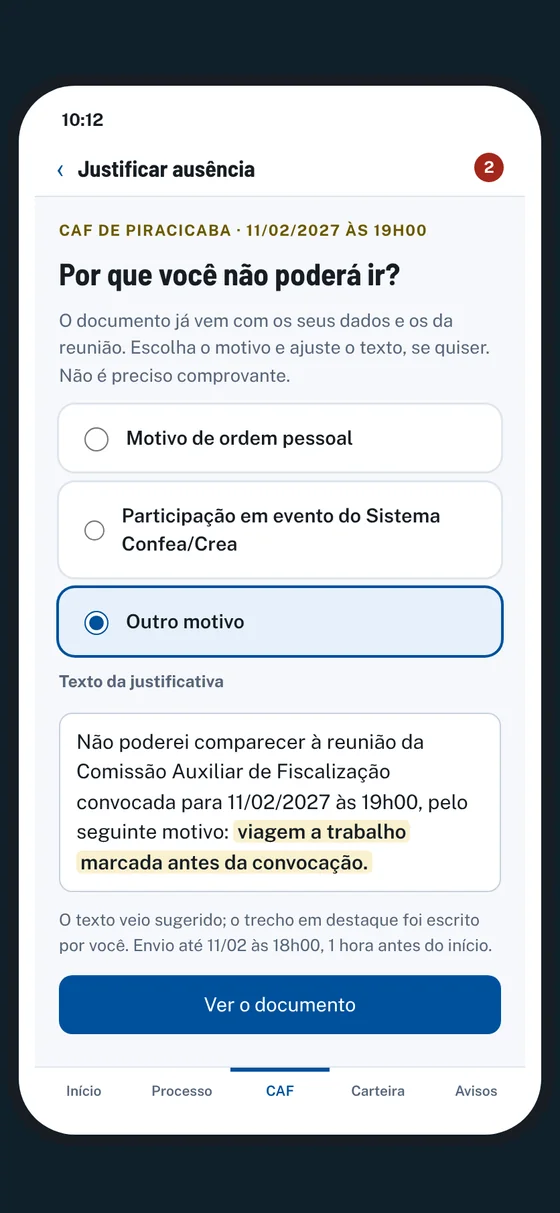 10:12
‹ Justificar ausência 2
CAF DE PIRACICABA · 11/02/2027 ÀS 19H00
Por que você não poderá ir?
O documento já vem com os seus dados e os da
reunião. Escolha o motivo e ajuste o texto, se quiser.
Não é preciso comprovante.
Motivo de ordem pessoal
Participação em evento do Sistema
Confea/Crea
Outro motivo
Texto da justificativa
Não poderei comparecer à reunião da
Comissão Auxiliar de Fiscalização
convocada para 11/02/2027 às 19h00, pelo
seguinte motivo: viagem a trabalho
marcada antes da convocação.
O texto veio sugerido; o trecho em destaque foi escrito
por você. Envio até 11/02 às 18h00, 1 hora antes do início.
Ver o documento
Início Processo CAF Carteira Avisos